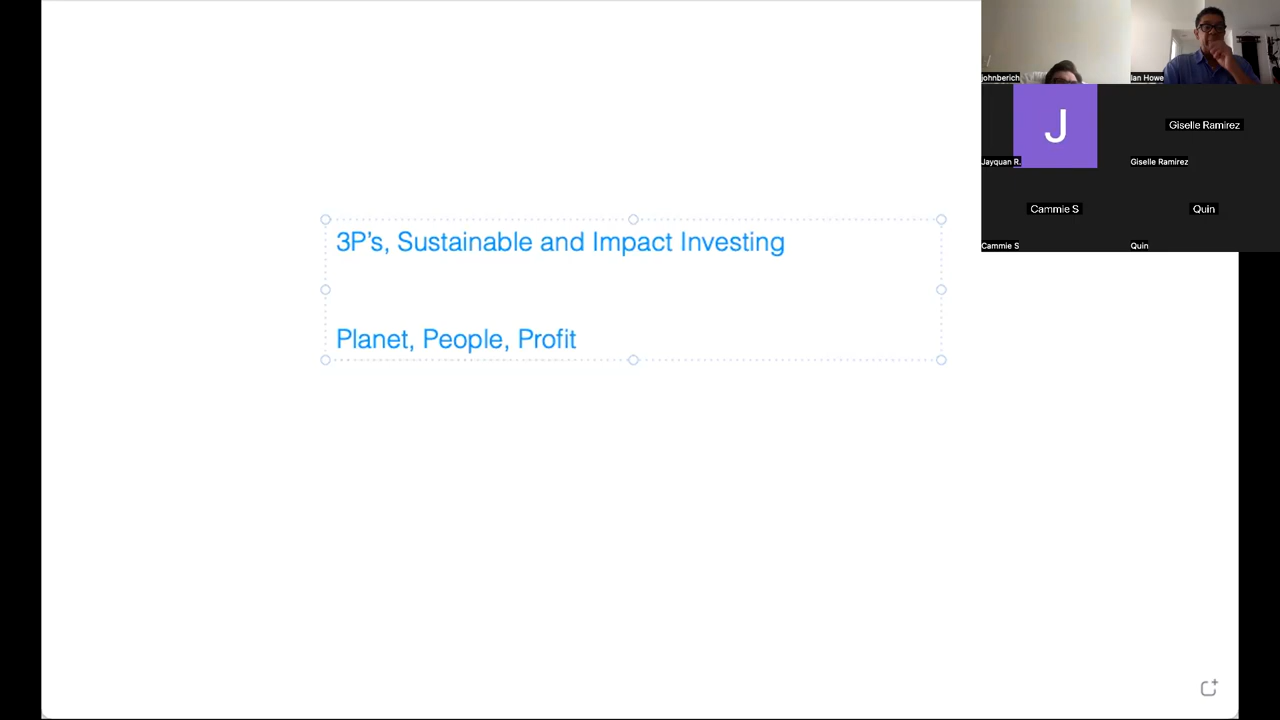 3P's, Sustainable and Impact Investing
Planet, People, Profit
johnberich
Ian Howe
J
Jayquan R.
Giselle Ramirez
Giselle Ramirez
Cammie S
Cammie S
Quin
Quin